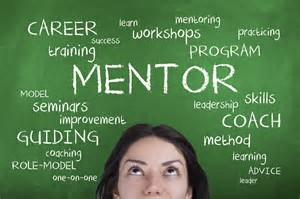 CAREER
learn
mentoring
success
workshops
practicing
training
PROGRAM
MENTOR
MODEL
seminars
leadership
skills
improvement
COACH
GUIDING
method
coaching
learning
ROLE-MODEL
ADVICE
one-on-one
leader